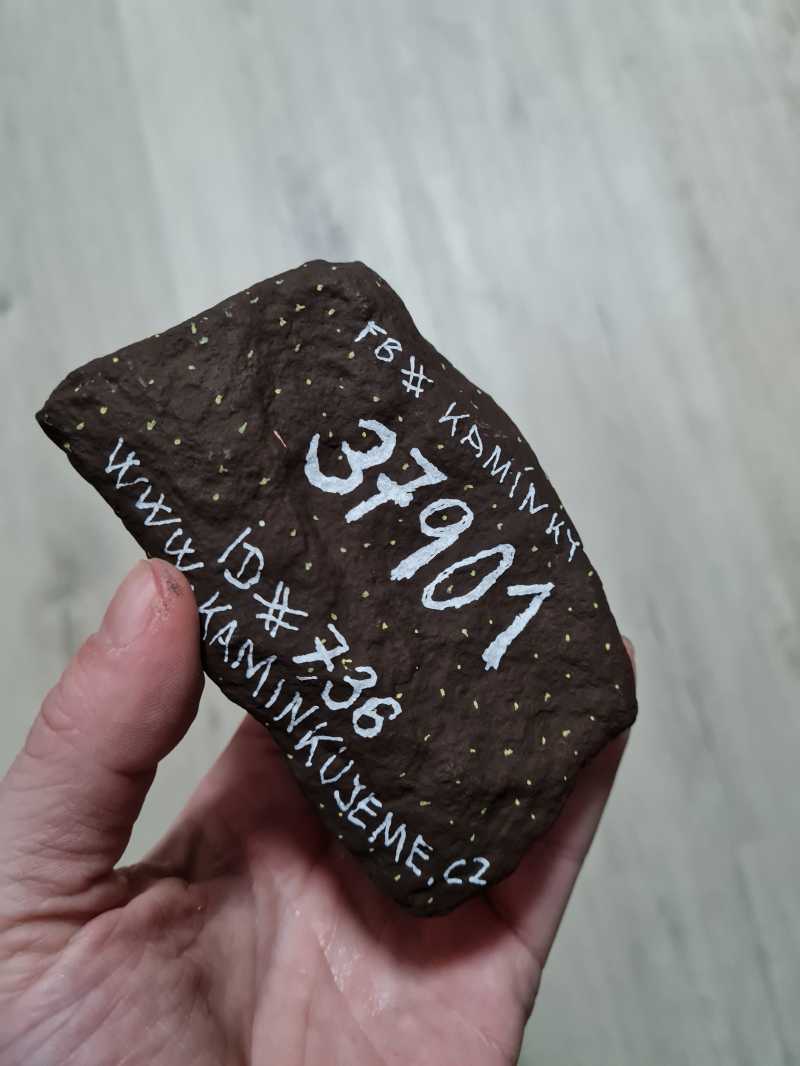 FB# KAMÍNKY
37901
ID# 736
WWW.KAMINKUJEME.CZ